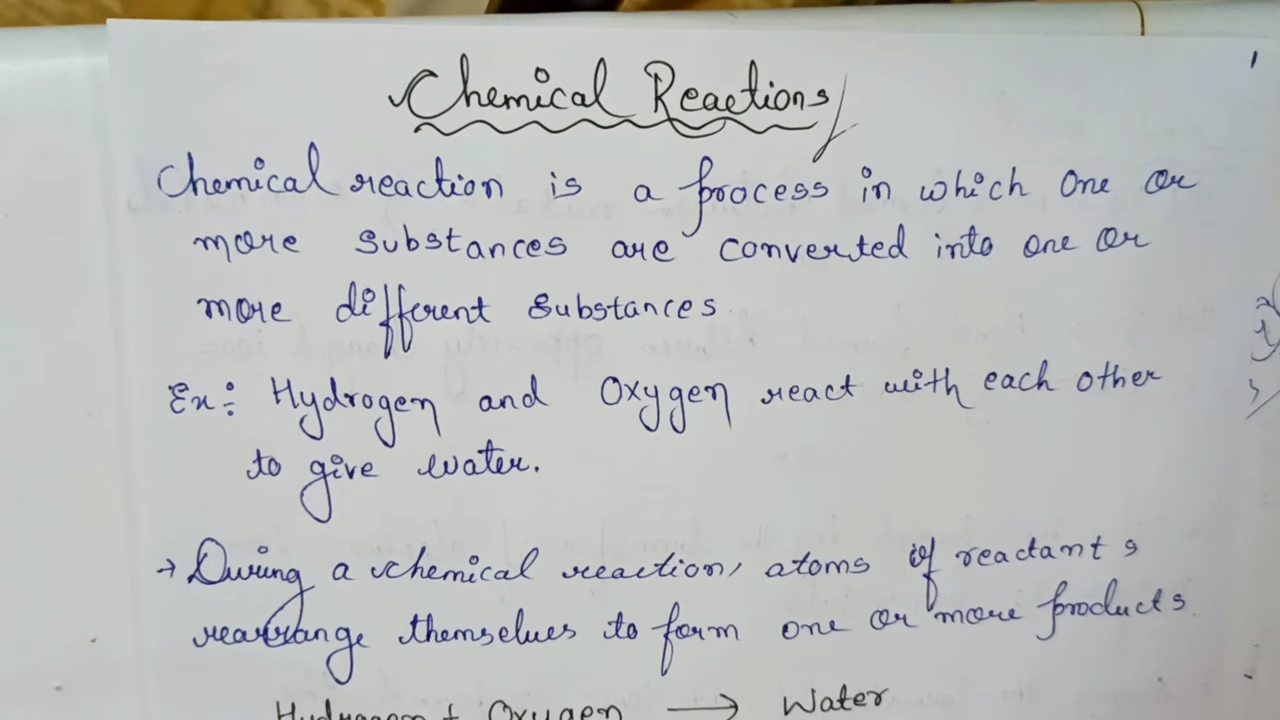 Chemical Reactions
Chemical reaction is a process in which one or
more substances are converted into one or
more different substances.
Ex:- Hydrogen and Oxygen react with each other
to give water.
→ During a chemical reaction, atoms of reactants
rearrange themselves to form one or more products
Hydrogen + Oxygen → Water